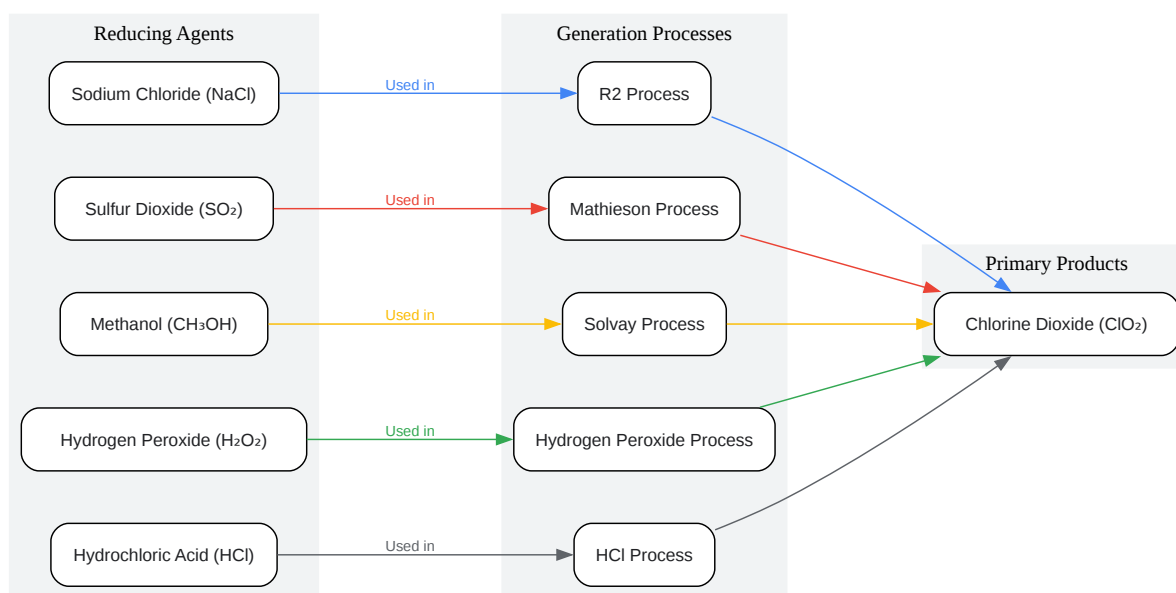 Reducing Agents
Generation Processes
Sodium Chloride (NaCl)
Used in
R2 Process
Sulfur Dioxide (SO₂)
Used in
Mathieson Process
Primary Products
Methanol (CH₃OH)
Used in
Solvay Process
Chlorine Dioxide (ClO₂)
Hydrogen Peroxide (H₂O₂)
Used in
Hydrogen Peroxide Process
Hydrochloric Acid (HCl)
Used in
HCl Process